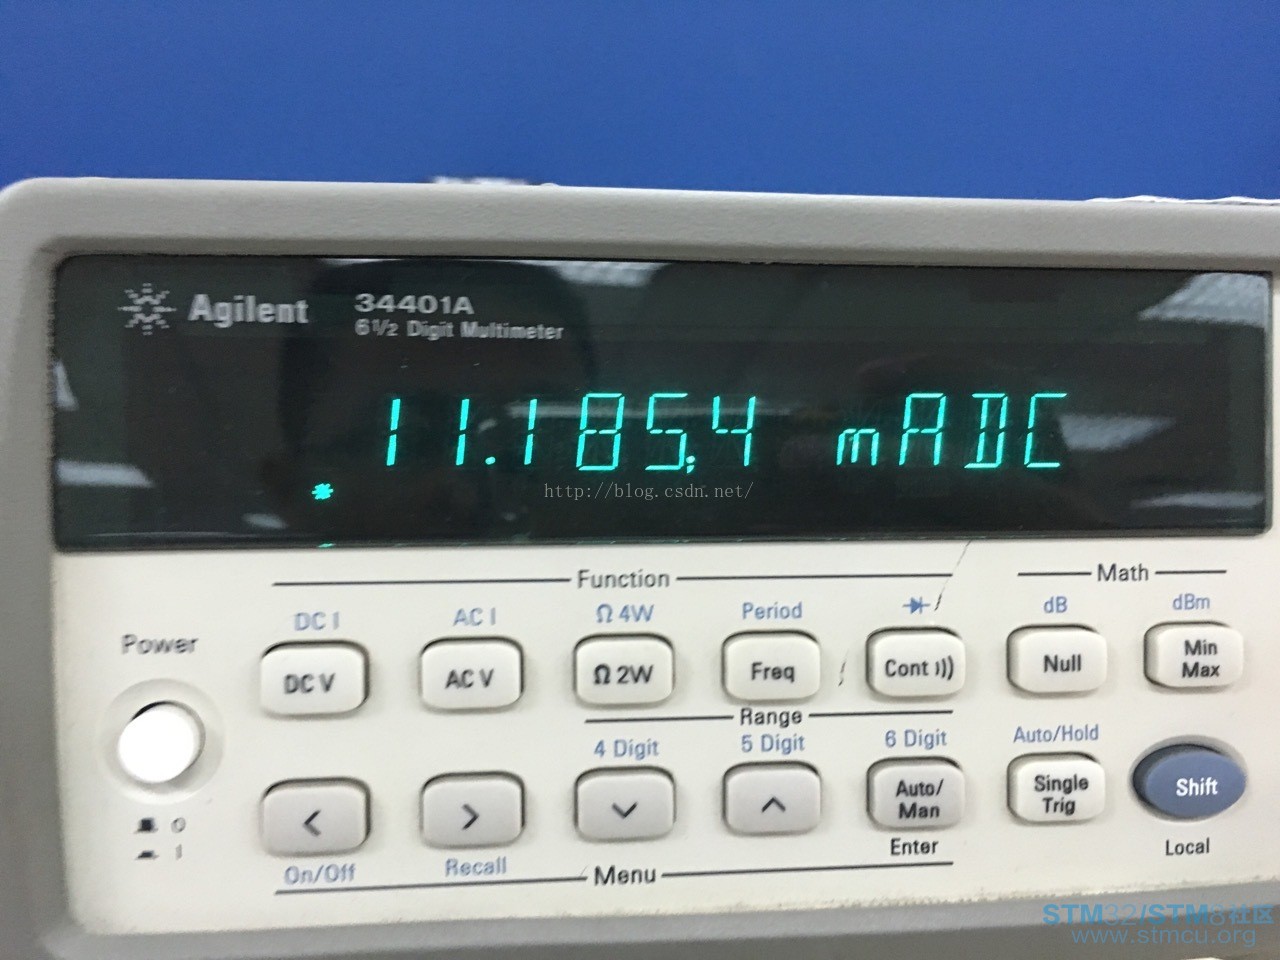 Agilent 34401A
6½ Digit Multimeter
11.185,4 mADC
http://blog.csdn.net/
Function
Math
DC I AC I Ω 4W Period dB dBm
Power
DC V AC V Ω 2W Freq Cont ))) Null Min Max
Range
4 Digit 5 Digit 6 Digit Auto/Hold
< > ∨ ∧ Auto/ Man Single Trig Shift
Enter Local
On/Off Recall
Menu
STM32/STM8社区
www.stmcu.org